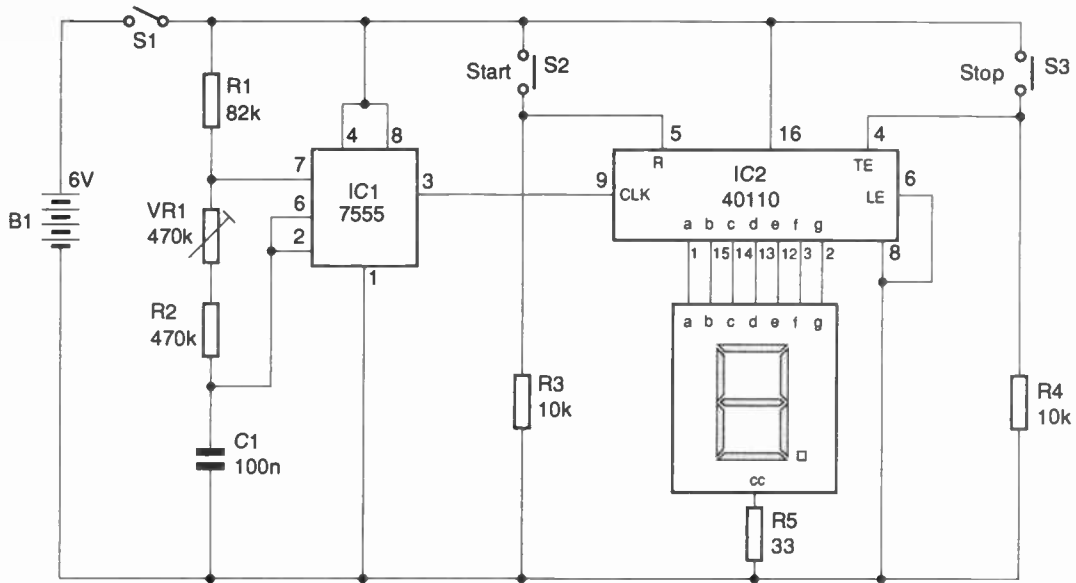 S1
R1
82k
4
8
7
IC1
7555
3
6
2
1
VR1
470k
R2
470k
C1
100n
B1
6V
Start
S2
5
16
4
R
TE
9
CLK
IC2
40110
6
LE
a b c d e f g
8
1 15 14 13 12 3 2
a b c d e f g
cc
R3
10k
R5
33
Stop
S3
R4
10k